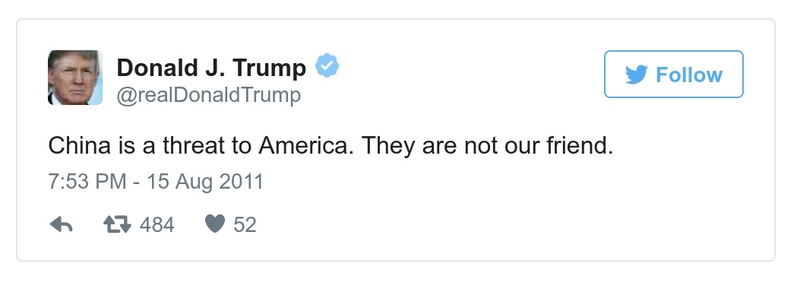 Donald J. Trump
@realDonaldTrump
Follow
China is a threat to America. They are not our friend.
7:53 PM - 15 Aug 2011
484 52